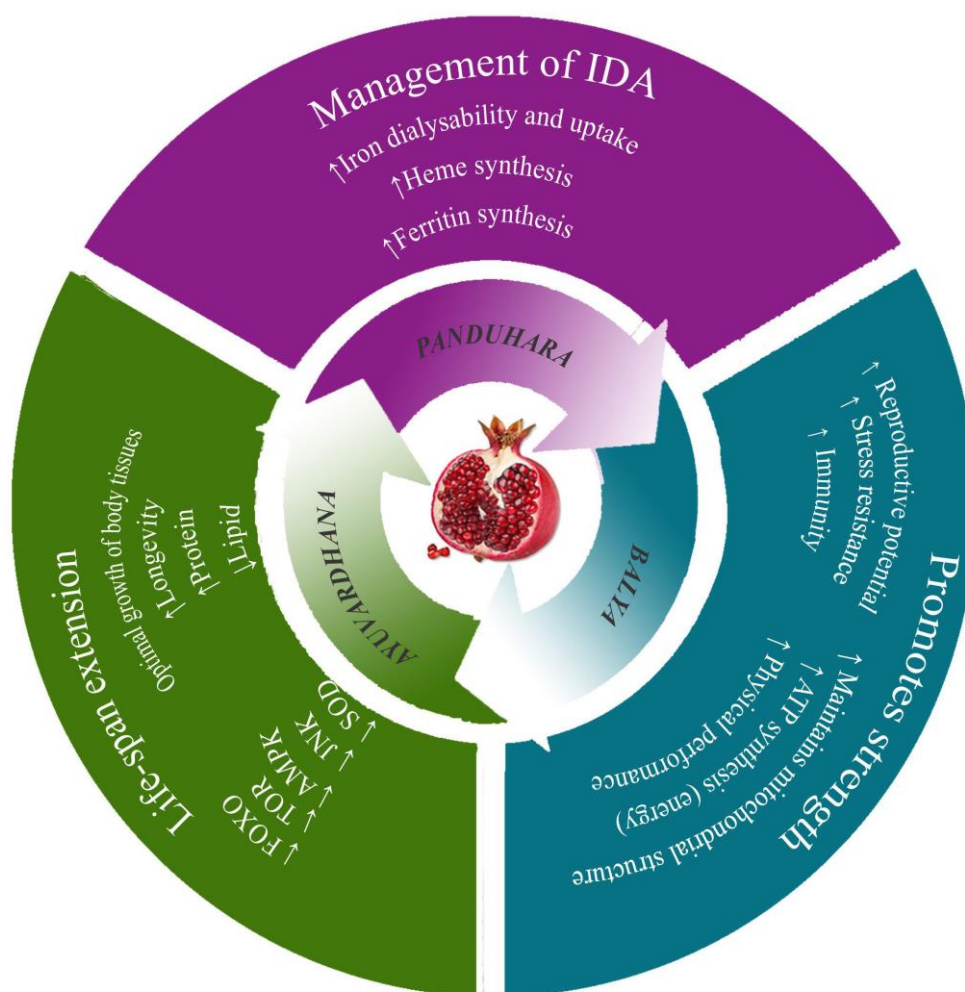 Management of IDA
↑Iron dialysability and uptake
↑Heme synthesis
↑Ferritin synthesis
PANDUHARA
Promotes strength
↑ Reproductive potential
↑ Stress resistance
↑ Immunity
↑ Maintains mitochondrial structure
↑ ATP synthesis (energy)
↑ Physical performance
BALYA
Life-span extension
Optimal growth of body tissues
↑Longevity
↑Protein
↓Lipid
↓FOXO
↑TOR
↑AMPK
↓JNK
↓SOD
AYUVARDHANA